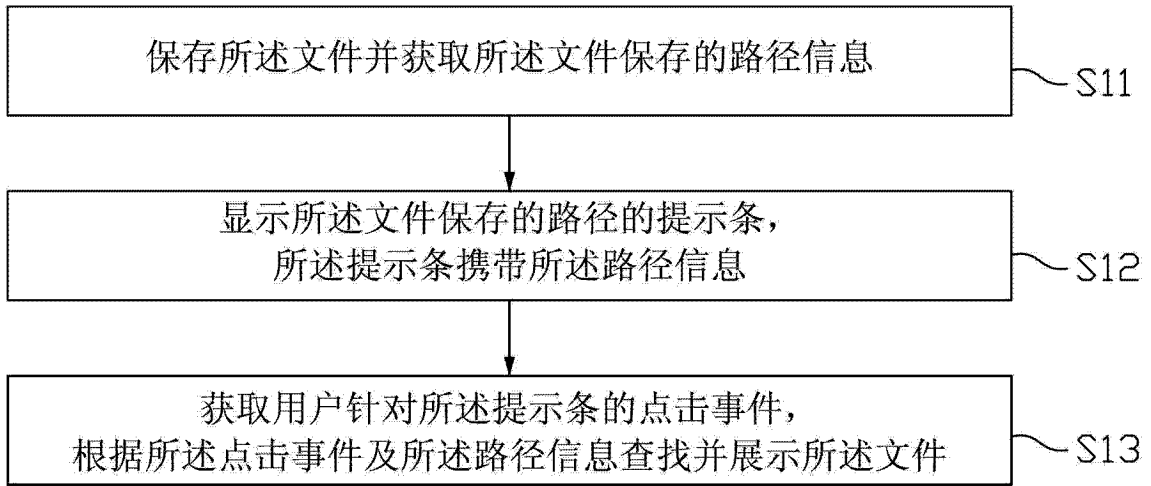 保存所述文件并获取所述文件保存的路径信息
S11
显示所述文件保存的路径的提示条，
所述提示条携带所述路径信息
S12
获取用户针对所述提示条的点击事件，
根据所述点击事件及所述路径信息查找并展示所述文件
S13